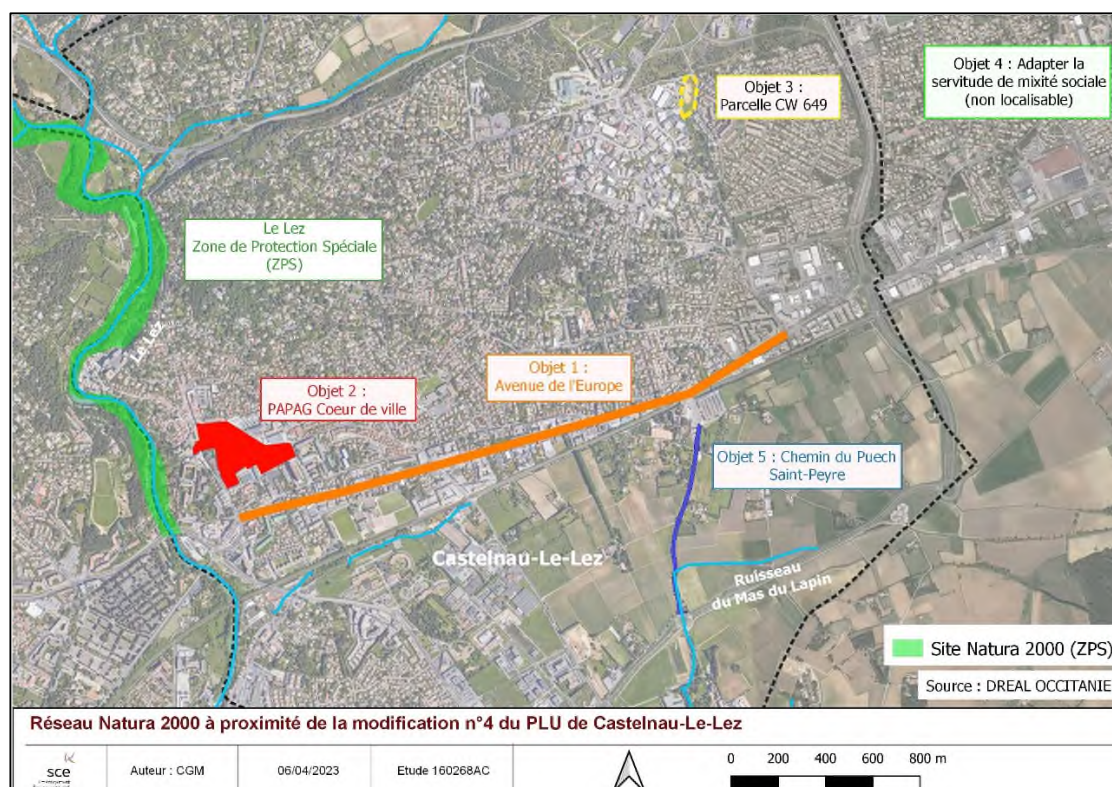 Objet 4 : Adapter la
servitude de mixité sociale
(non localisable)
Objet 3 :
Parcelle CW 649
Le Lez
Zone de Protection Spéciale
(ZPS)
Le Lez
Objet 1 :
Avenue de l'Europe
Objet 2 :
PAPAG Coeur de ville
Objet 5 : Chemin du Puech
Saint-Peyre
Castelnau-Le-Lez
Ruisseau
du Mas du Lapin
Site Natura 2000 (ZPS)
Source : DREAL OCCITANIE
Réseau Natura 2000 à proximité de la modification n°4 du PLU de Castelnau-Le-Lez
sce
Auteur : CGM
06/04/2023
Etude 160268AC
0 200 400 600 800 m